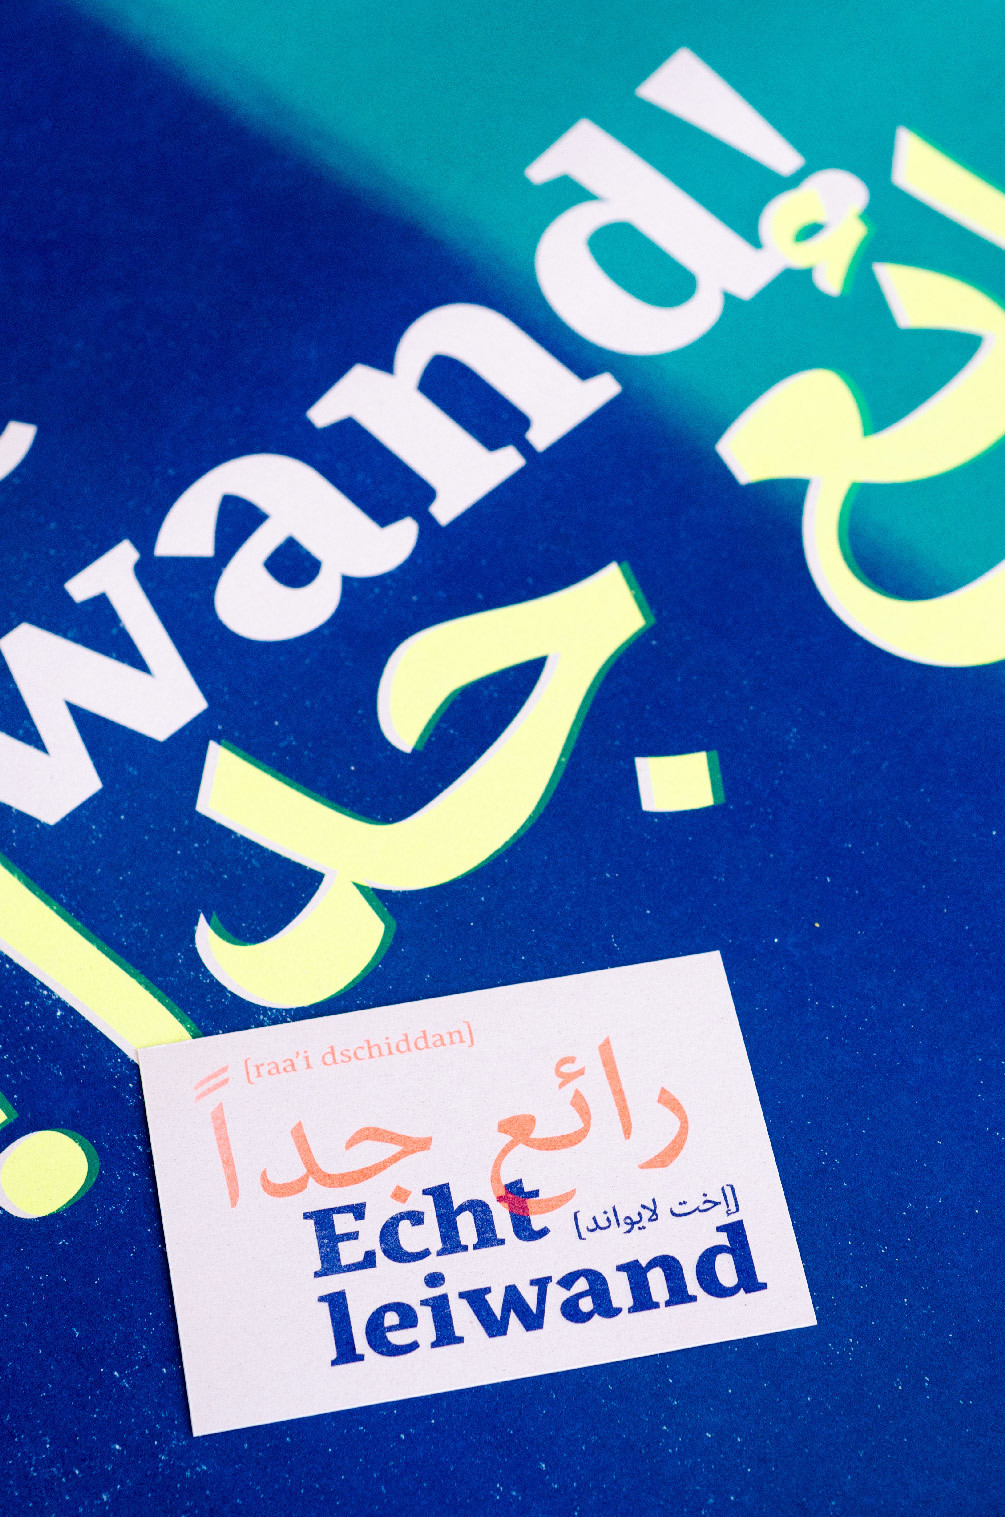 wand!
رائع
جدا!
[raa’i dschiddan]
رائع جداً
Echt
[إخت لايواند]
leiwand